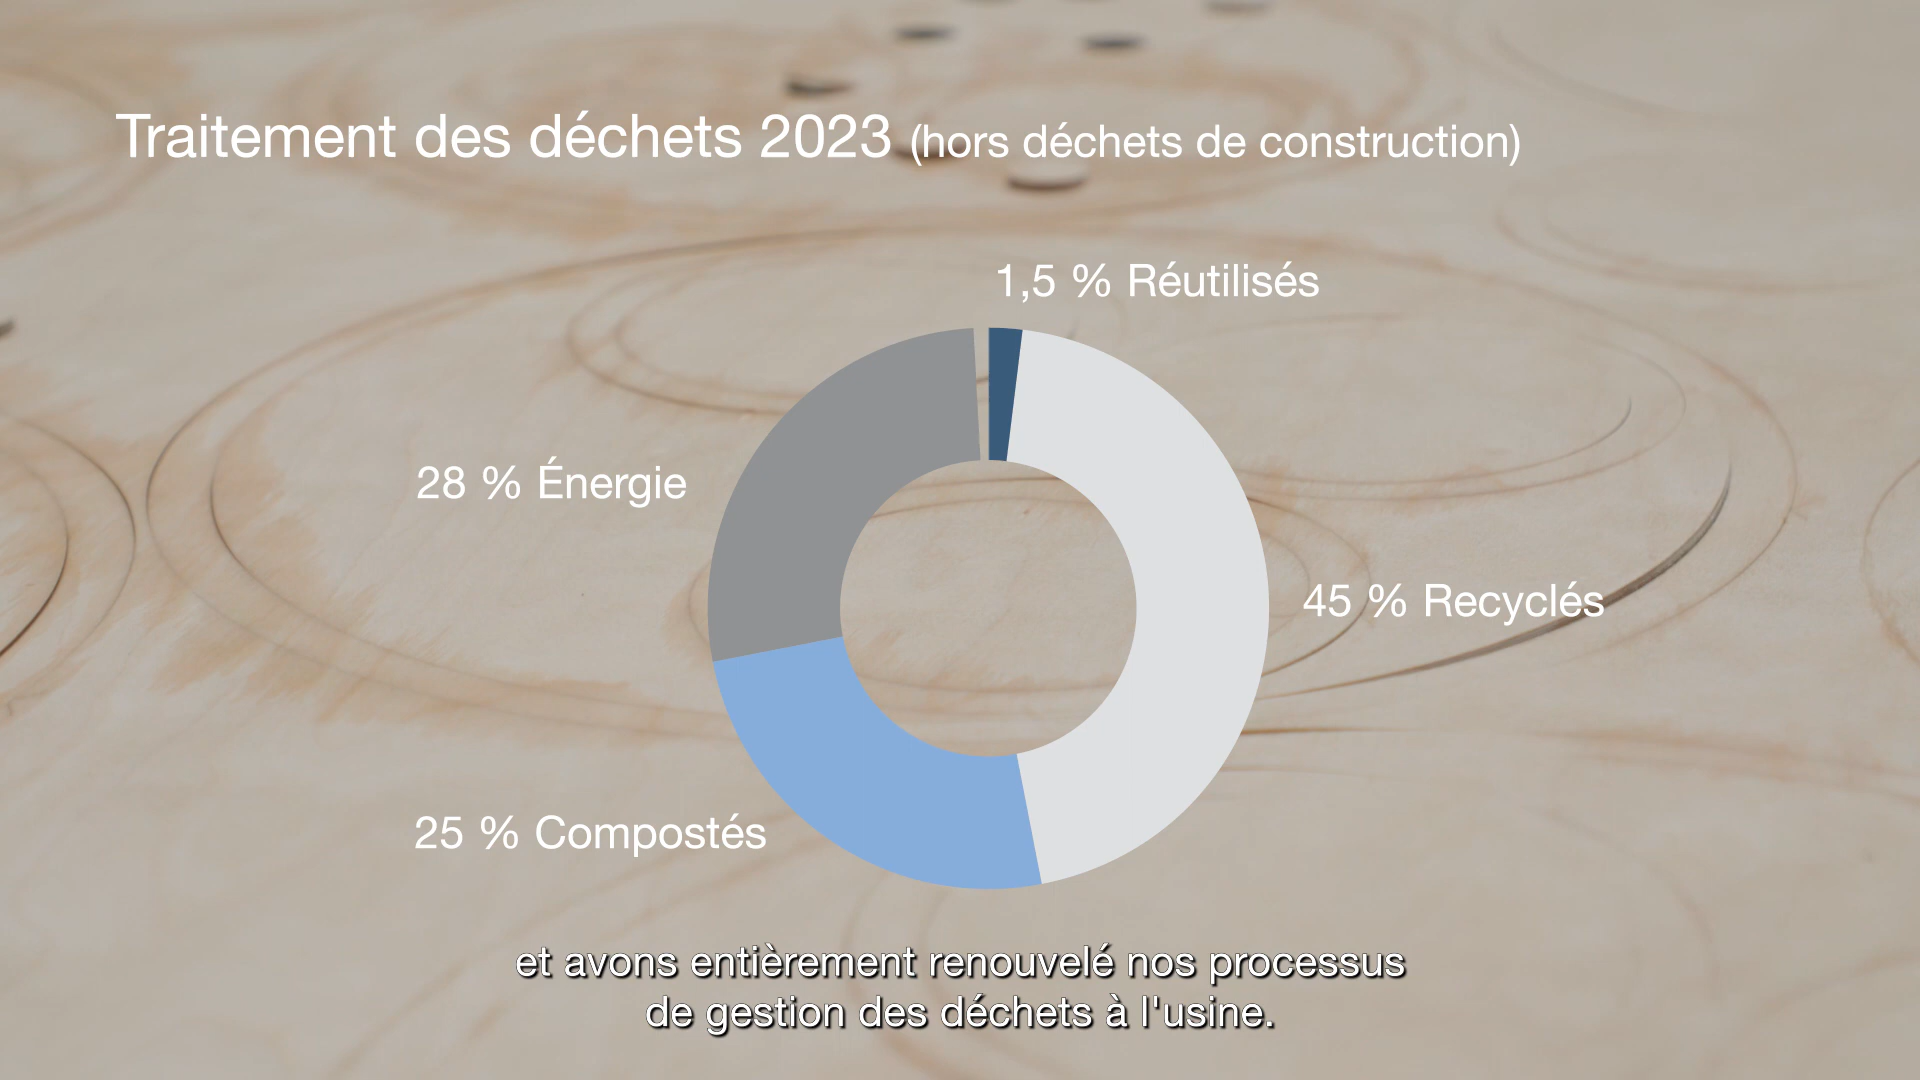 Traitement des déchets 2023 (hors déchets de construction)
1,5 % Réutilisés
28 % Énergie
45 % Recyclés
25 % Compostés
et avons entièrement renouvelé nos processus
de gestion des déchets à l'usine.